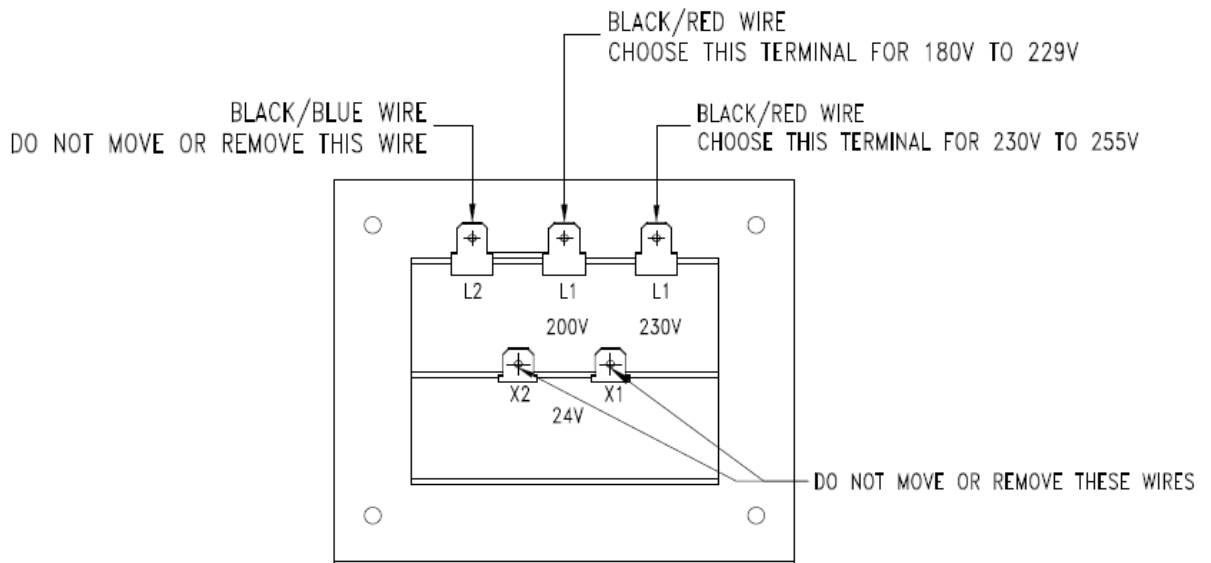 BLACK/RED WIRE
CHOOSE THIS TERMINAL FOR 180V TO 229V
BLACK/BLUE WIRE
DO NOT MOVE OR REMOVE THIS WIRE
BLACK/RED WIRE
CHOOSE THIS TERMINAL FOR 230V TO 255V
L2 L1 L1
200V 230V
X2 X1
24V
DO NOT MOVE OR REMOVE THESE WIRES